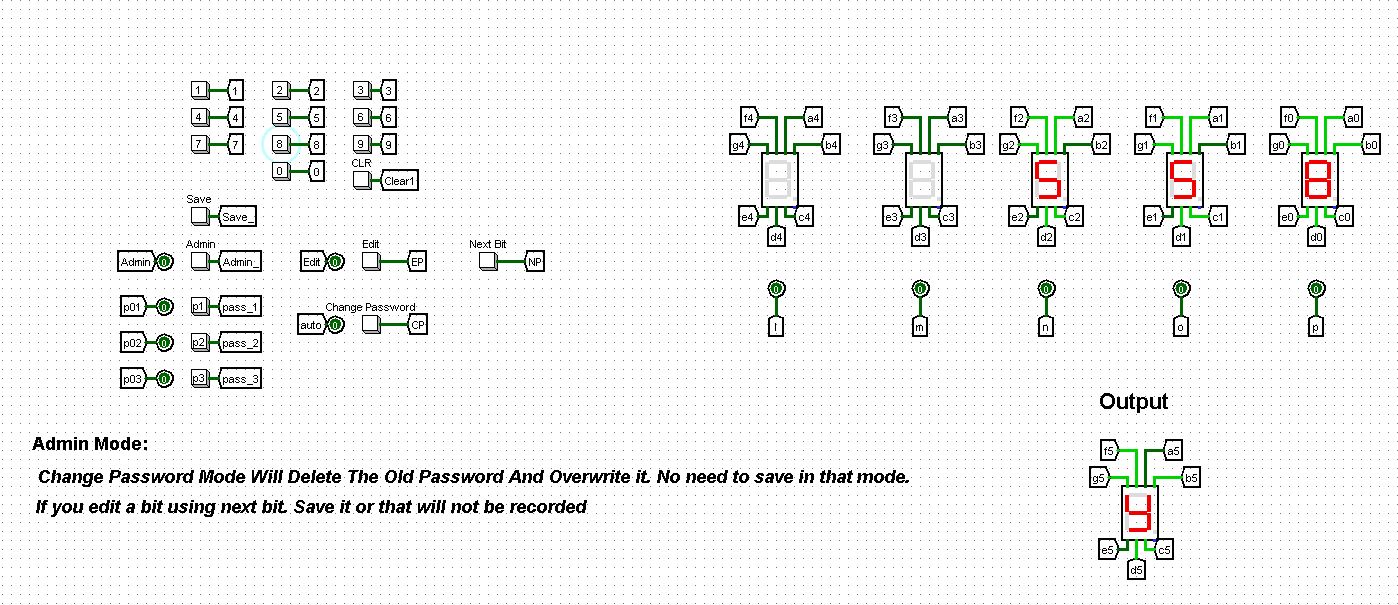 1 1 2 2 3 3
4 4 5 5 6 6
7 7 8 8 9 9
0 0
CLR
Clear1
Save
Save_
Admin
Admin 0 Admin_
Edit
Edit 0 EP
Next Bit
NP
p01 0 p1 pass_1
Change Password
auto 0 CP
p02 0 p2 pass_2
p03 0 p3 pass_3
f4 a4 f3 a3 f2 a2 f1 a1 f0 a0
g4 b4 g3 b3 g2 b2 g1 b1 g0 b0
5 5 8
e4 c4 e3 c3 e2 c2 e1 c1 e0 c0
d4 d3 d2 d1 d0
0 0 0 0 0
l m n o p
Output
f5 a5
g5 b5
y
e5 c5
d5
Admin Mode:
Change Password Mode Will Delete The Old Password And Overwrite it. No need to save in that mode.
If you edit a bit using next bit. Save it or that will not be recorded